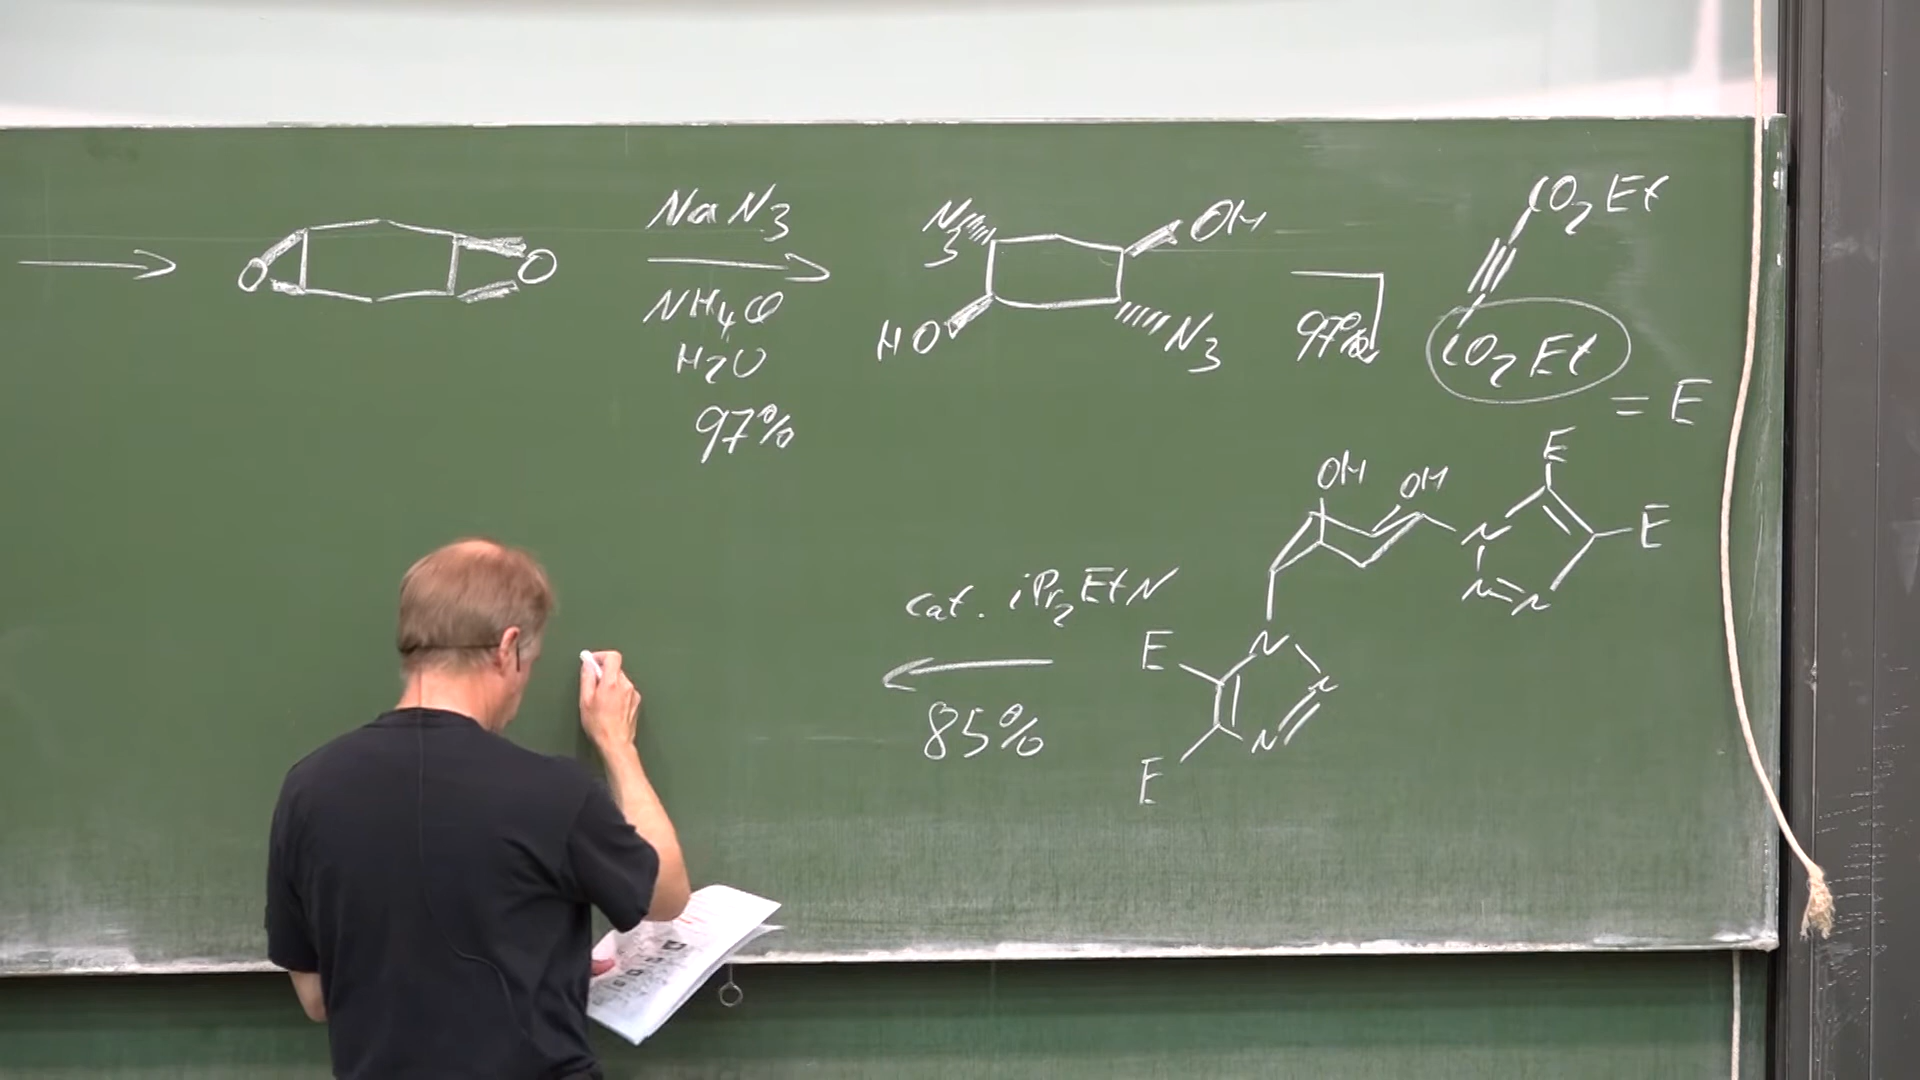 O
O
NaN3
NH4Cl
H2O
97%
N3
OH
HO
N3
97%
CO2Et
CO2Et
= E
OH
OH
E
E
N
N=N
cat. iPr2EtN
85%
E
E
N
N
N